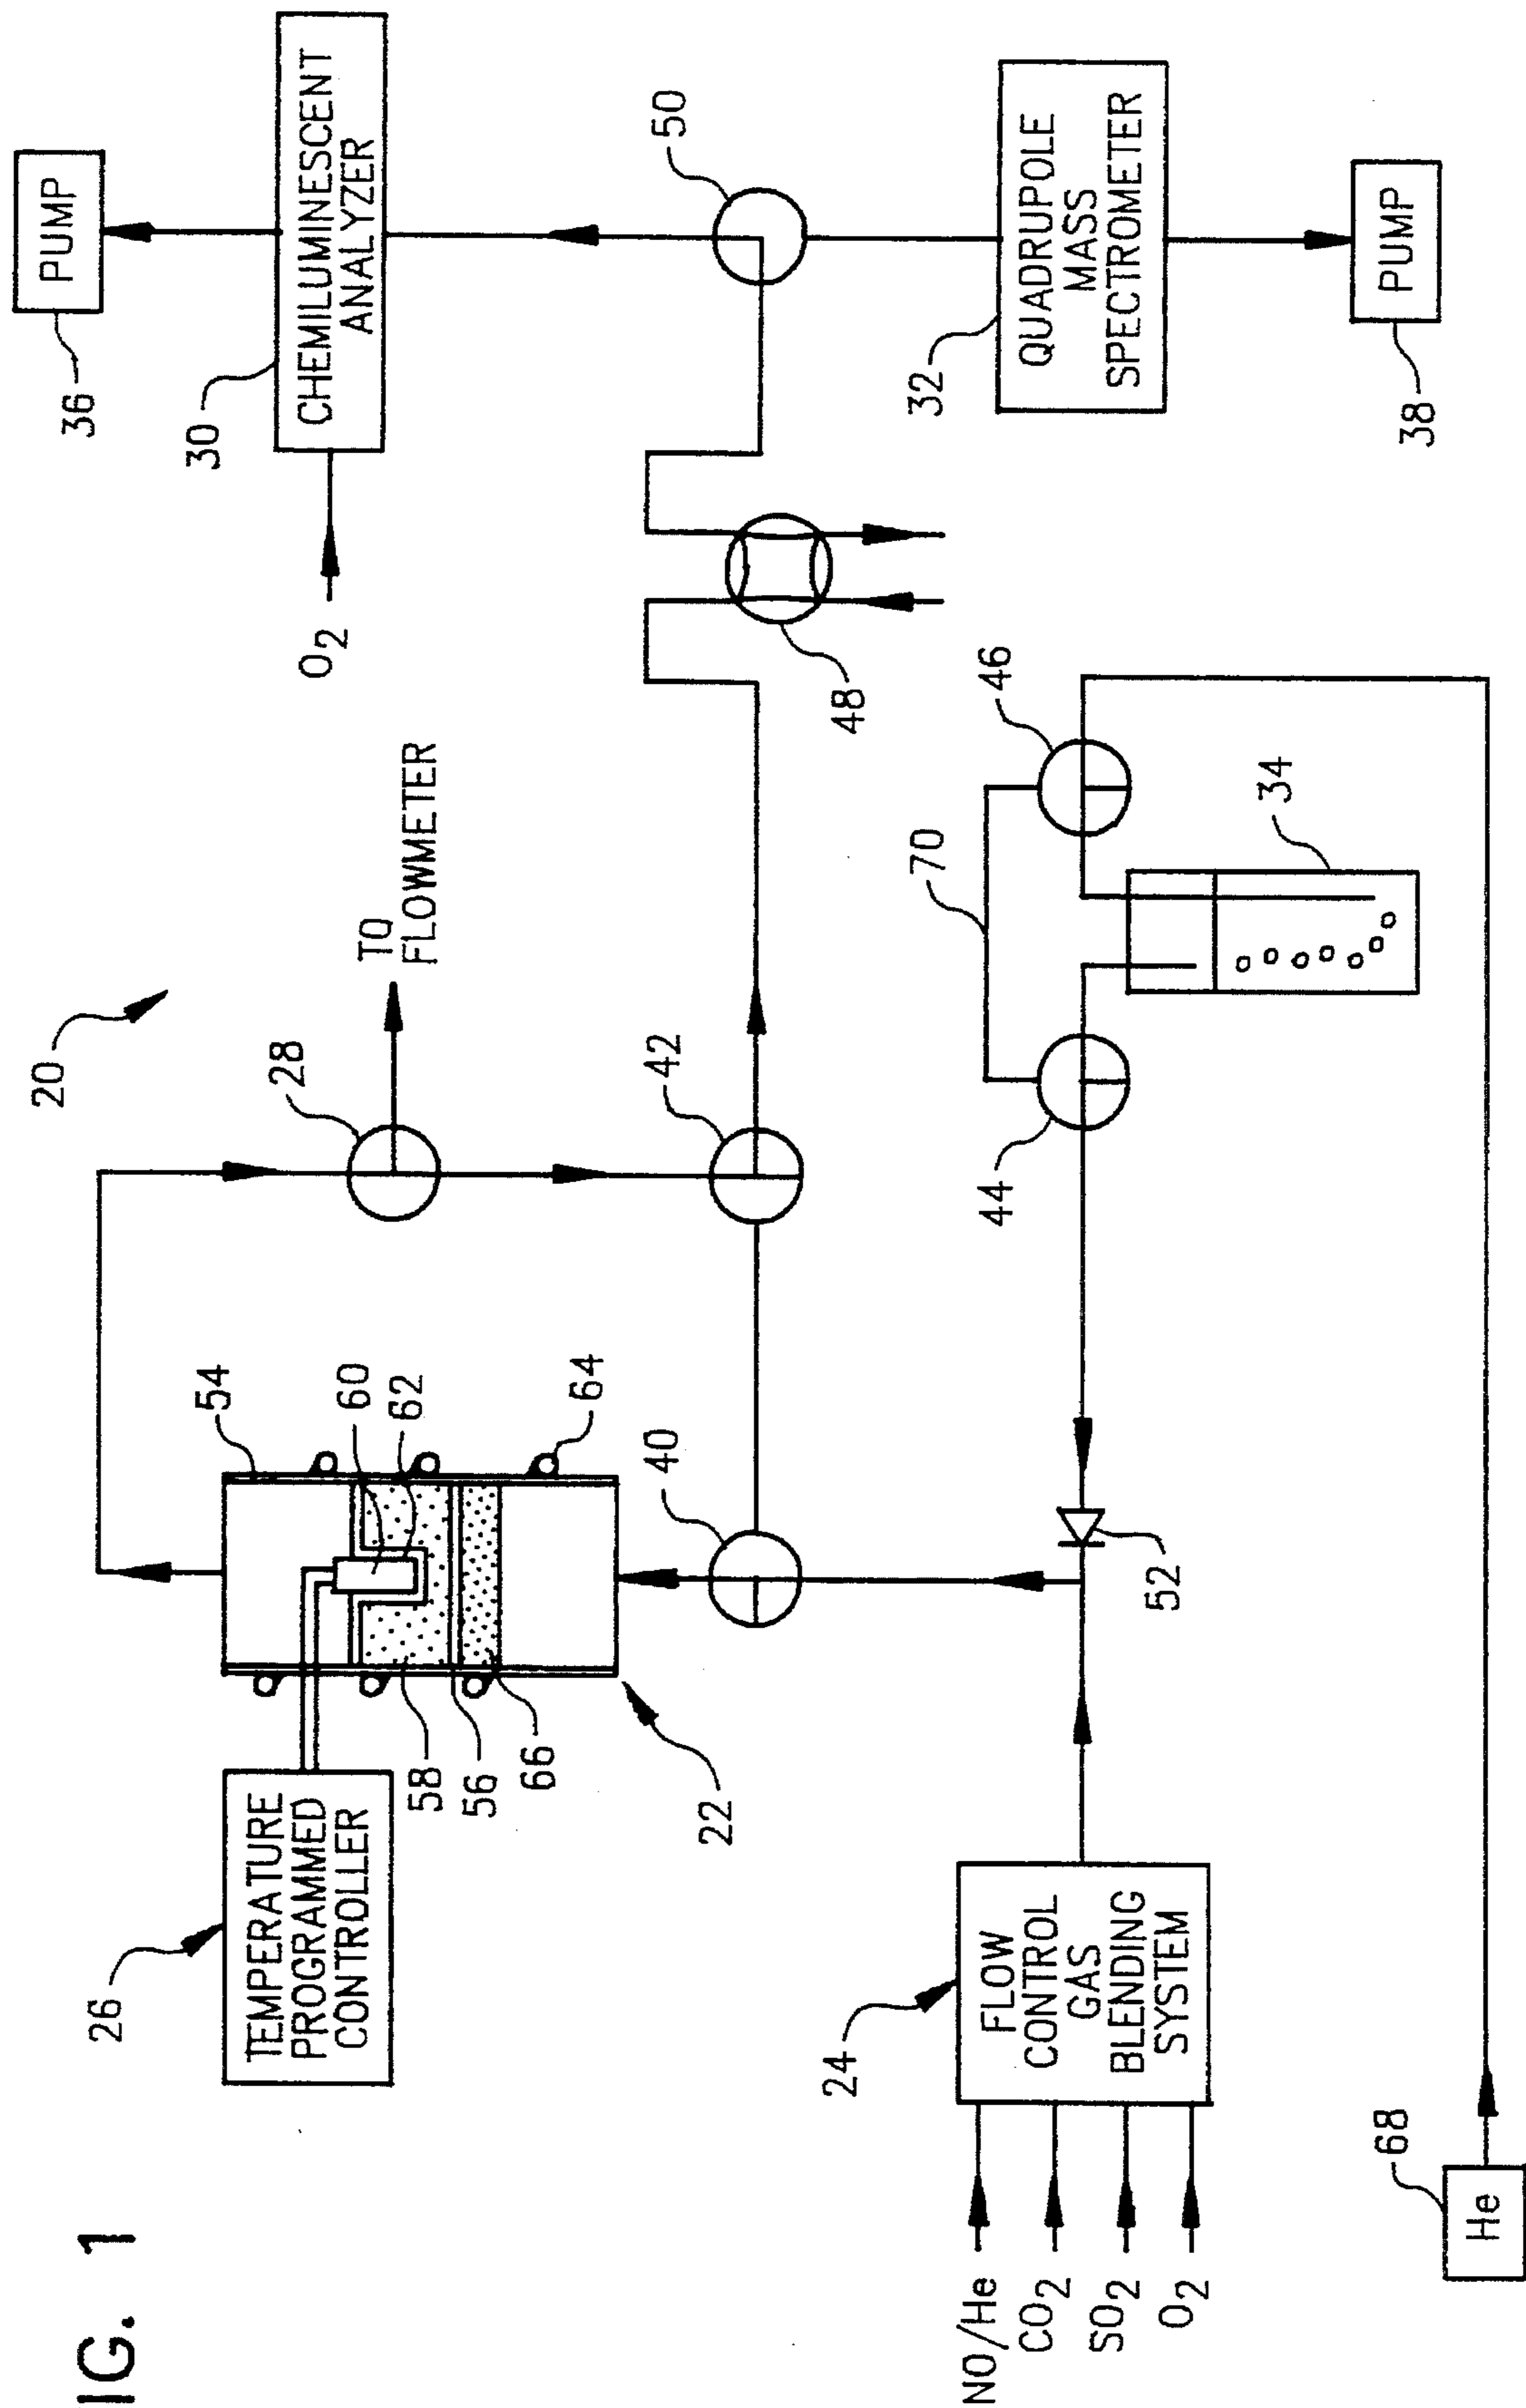 IG. 1
26
TEMPERATURE
PROGRAMMED
CONTROLLER
54
60
62
64
58
56
66
22
20
28
TO
FLOWMETER
36
PUMP
30
CHEMILUMINESCENT
ANALYZER
O2
40
42
48
50
32
QUADRUPOLE
MASS
SPECTROMETER
38
PUMP
24
FLOW
CONTROL
GAS
BLENDING
SYSTEM
NO/He
CO2
SO2
O2
52
44
70
46
34
68
He